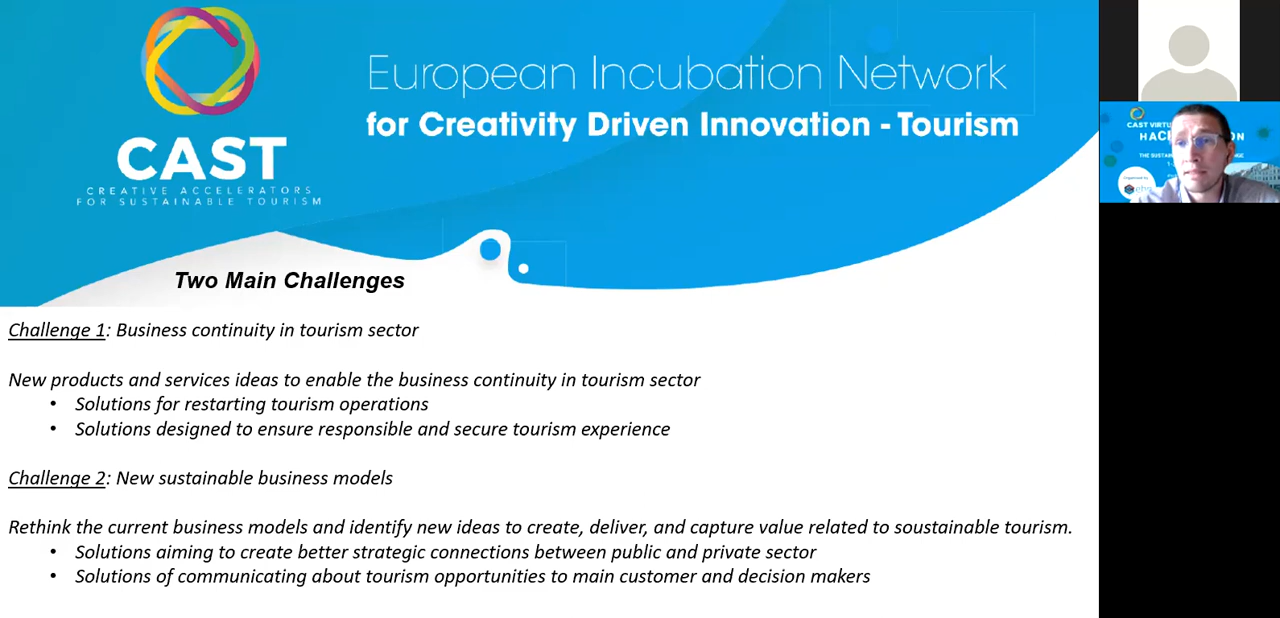 CAST
CREATIVE ACCELERATORS
FOR SUSTAINABLE TOURISM
European Incubation Network
for Creativity Driven Innovation - Tourism
Two Main Challenges
Challenge 1: Business continuity in tourism sector
New products and services ideas to enable the business continuity in tourism sector
• Solutions for restarting tourism operations
• Solutions designed to ensure responsible and secure tourism experience
Challenge 2: New sustainable business models
Rethink the current business models and identify new ideas to create, deliver, and capture value related to soustainable tourism.
• Solutions aiming to create better strategic connections between public and private sector
• Solutions of communicating about tourism opportunities to main customer and decision makers
CAST
THE